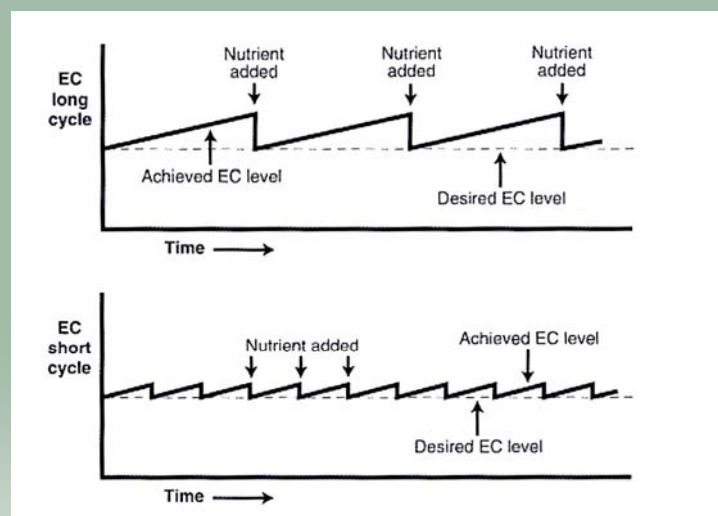 EC
long
cycle
Nutrient
added
Nutrient
added
Nutrient
added
Achieved EC level
Desired EC level
Time
EC
short
cycle
Nutrient added
Achieved EC level
Desired EC level
Time